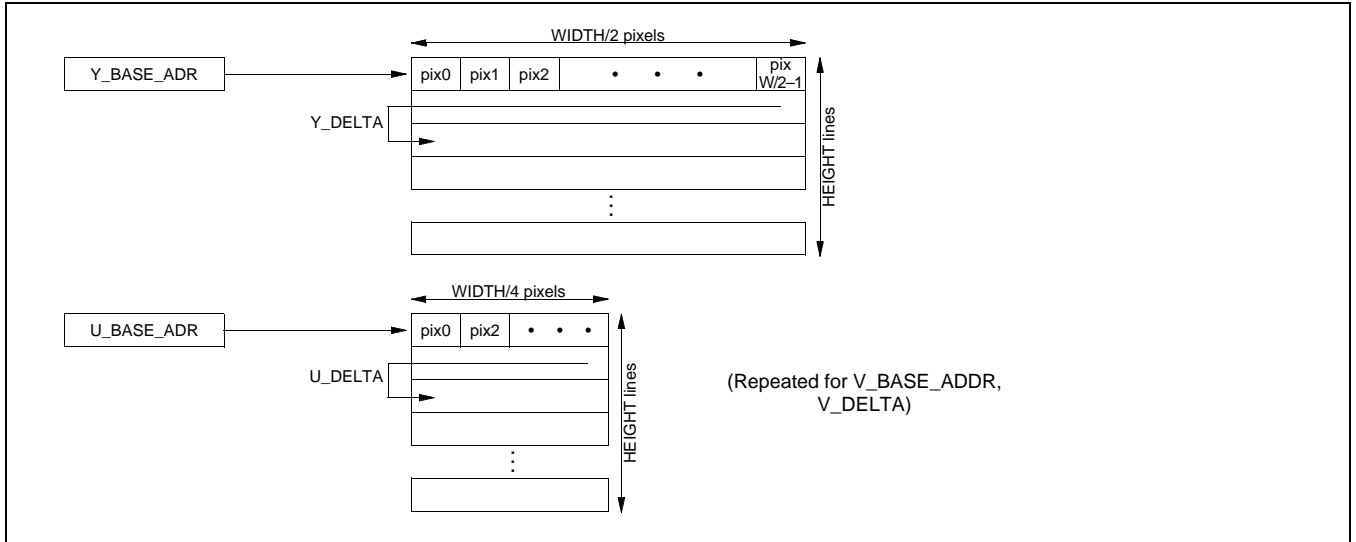 WIDTH/2 pixels
Y_BASE_ADR
pix0 pix1 pix2 • • • pix
W/2–1
Y_DELTA
HEIGHT lines
WIDTH/4 pixels
U_BASE_ADR
pix0 pix2 • • •
U_DELTA
HEIGHT lines
(Repeated for V_BASE_ADDR,
V_DELTA)